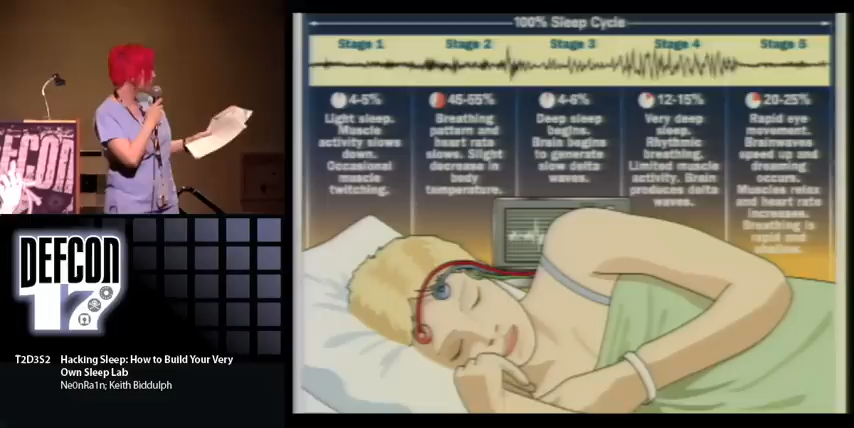 100% Sleep Cycle
Stage 1
Stage 2
Stage 3
Stage 4
Stage 5
4-5%
Light sleep.
Muscle
activity slows
down.
Occasional
muscle
twitching.
45-55%
Breathing
pattern and
heart rate
slows. Slight
decrease in
body
temperature.
4-6%
Deep sleep
begins.
Brain begins
to generate
slow delta
waves.
12-15%
Very deep
sleep.
Rhythmic
breathing.
Limited muscle
activity. Brain
produces delta
waves.
20-25%
Rapid eye
movement.
Brainwaves
speed up and
dreaming
occurs.
Muscles relax
and heart rate
increases.
Breathing is
rapid and
shallow.
DEFCON
DEFCON
17
T2D352 Hacking Sleep: How to Build Your Very
Own Sleep Lab
Ne0nRa1n; Keith Biddulph